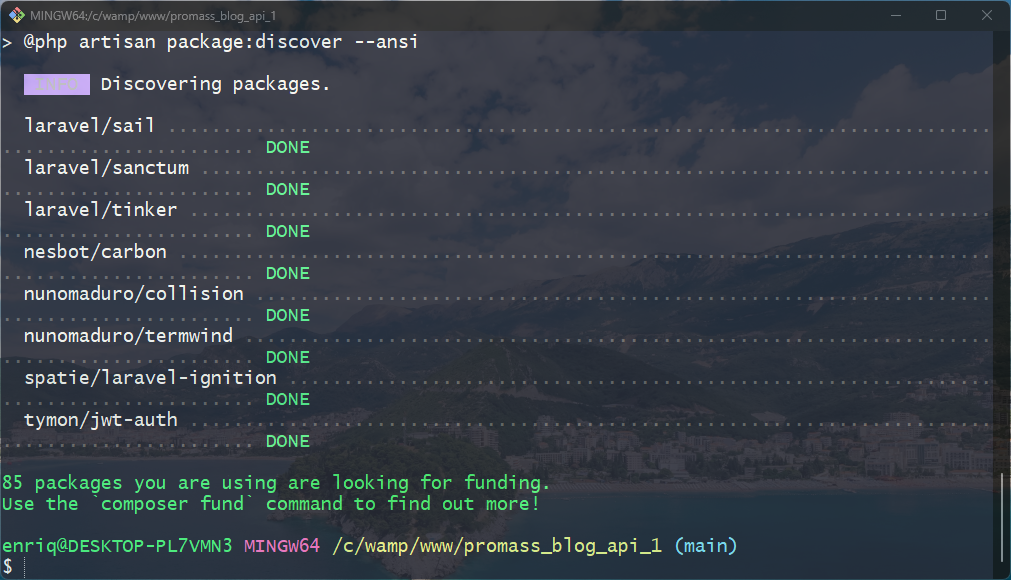 MINGW64:/c/wamp/www/promass_blog_api_1
> @php artisan package:discover --ansi
INFO Discovering packages.
laravel/sail ..........................................................................
....................... DONE
laravel/sanctum .......................................................................
....................... DONE
laravel/tinker ........................................................................
....................... DONE
nesbot/carbon .........................................................................
....................... DONE
nunomaduro/collision ..................................................................
....................... DONE
nunomaduro/termwind ...................................................................
....................... DONE
spatie/laravel-ignition ...............................................................
....................... DONE
tymon/jwt-auth ........................................................................
....................... DONE
85 packages you are using are looking for funding.
Use the `composer fund` command to find out more!
enriq@DESKTOP-PL7VMN3 MINGW64 /c/wamp/www/promass_blog_api_1 (main)
$